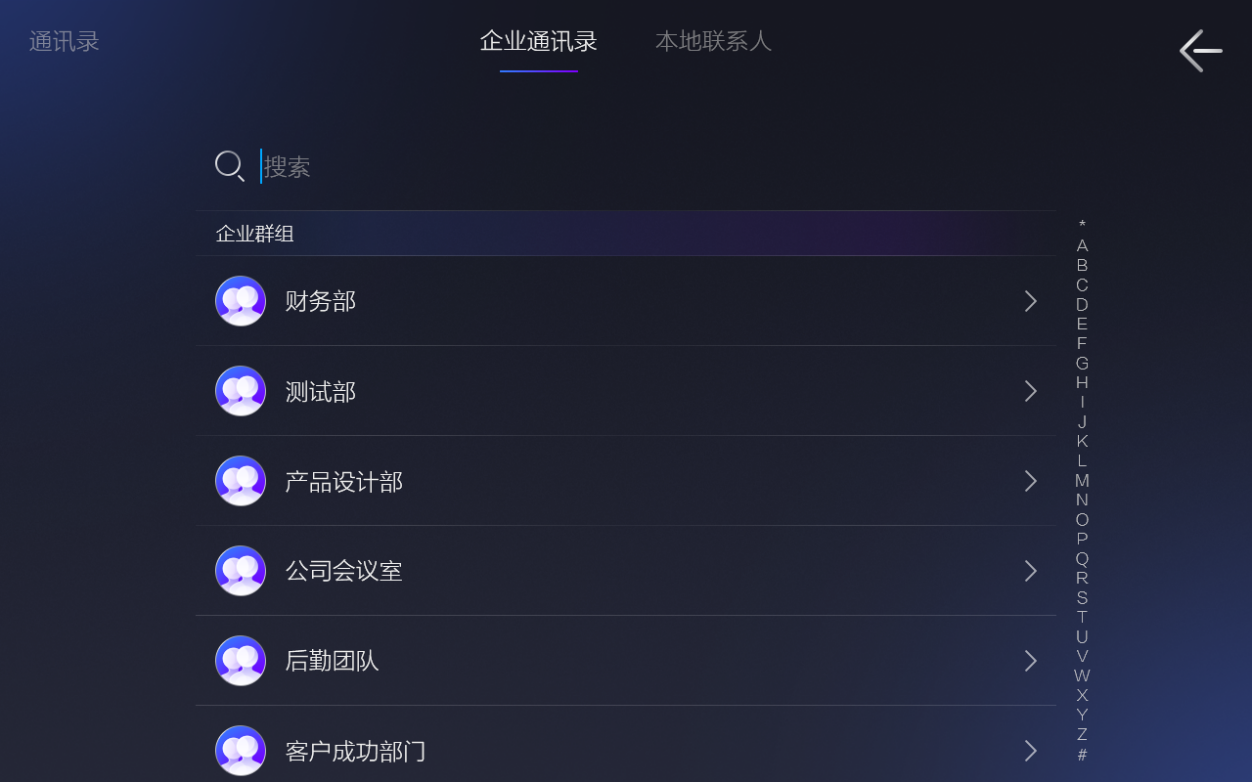 通讯录
企业通讯录
本地联系人
搜索
企业群组
财务部
测试部
产品设计部
公司会议室
后勤团队
客户成功部门
*
A
B
C
D
E
F
G
H
I
J
K
L
M
N
O
P
Q
R
S
T
U
V
W
X
Y
Z
#